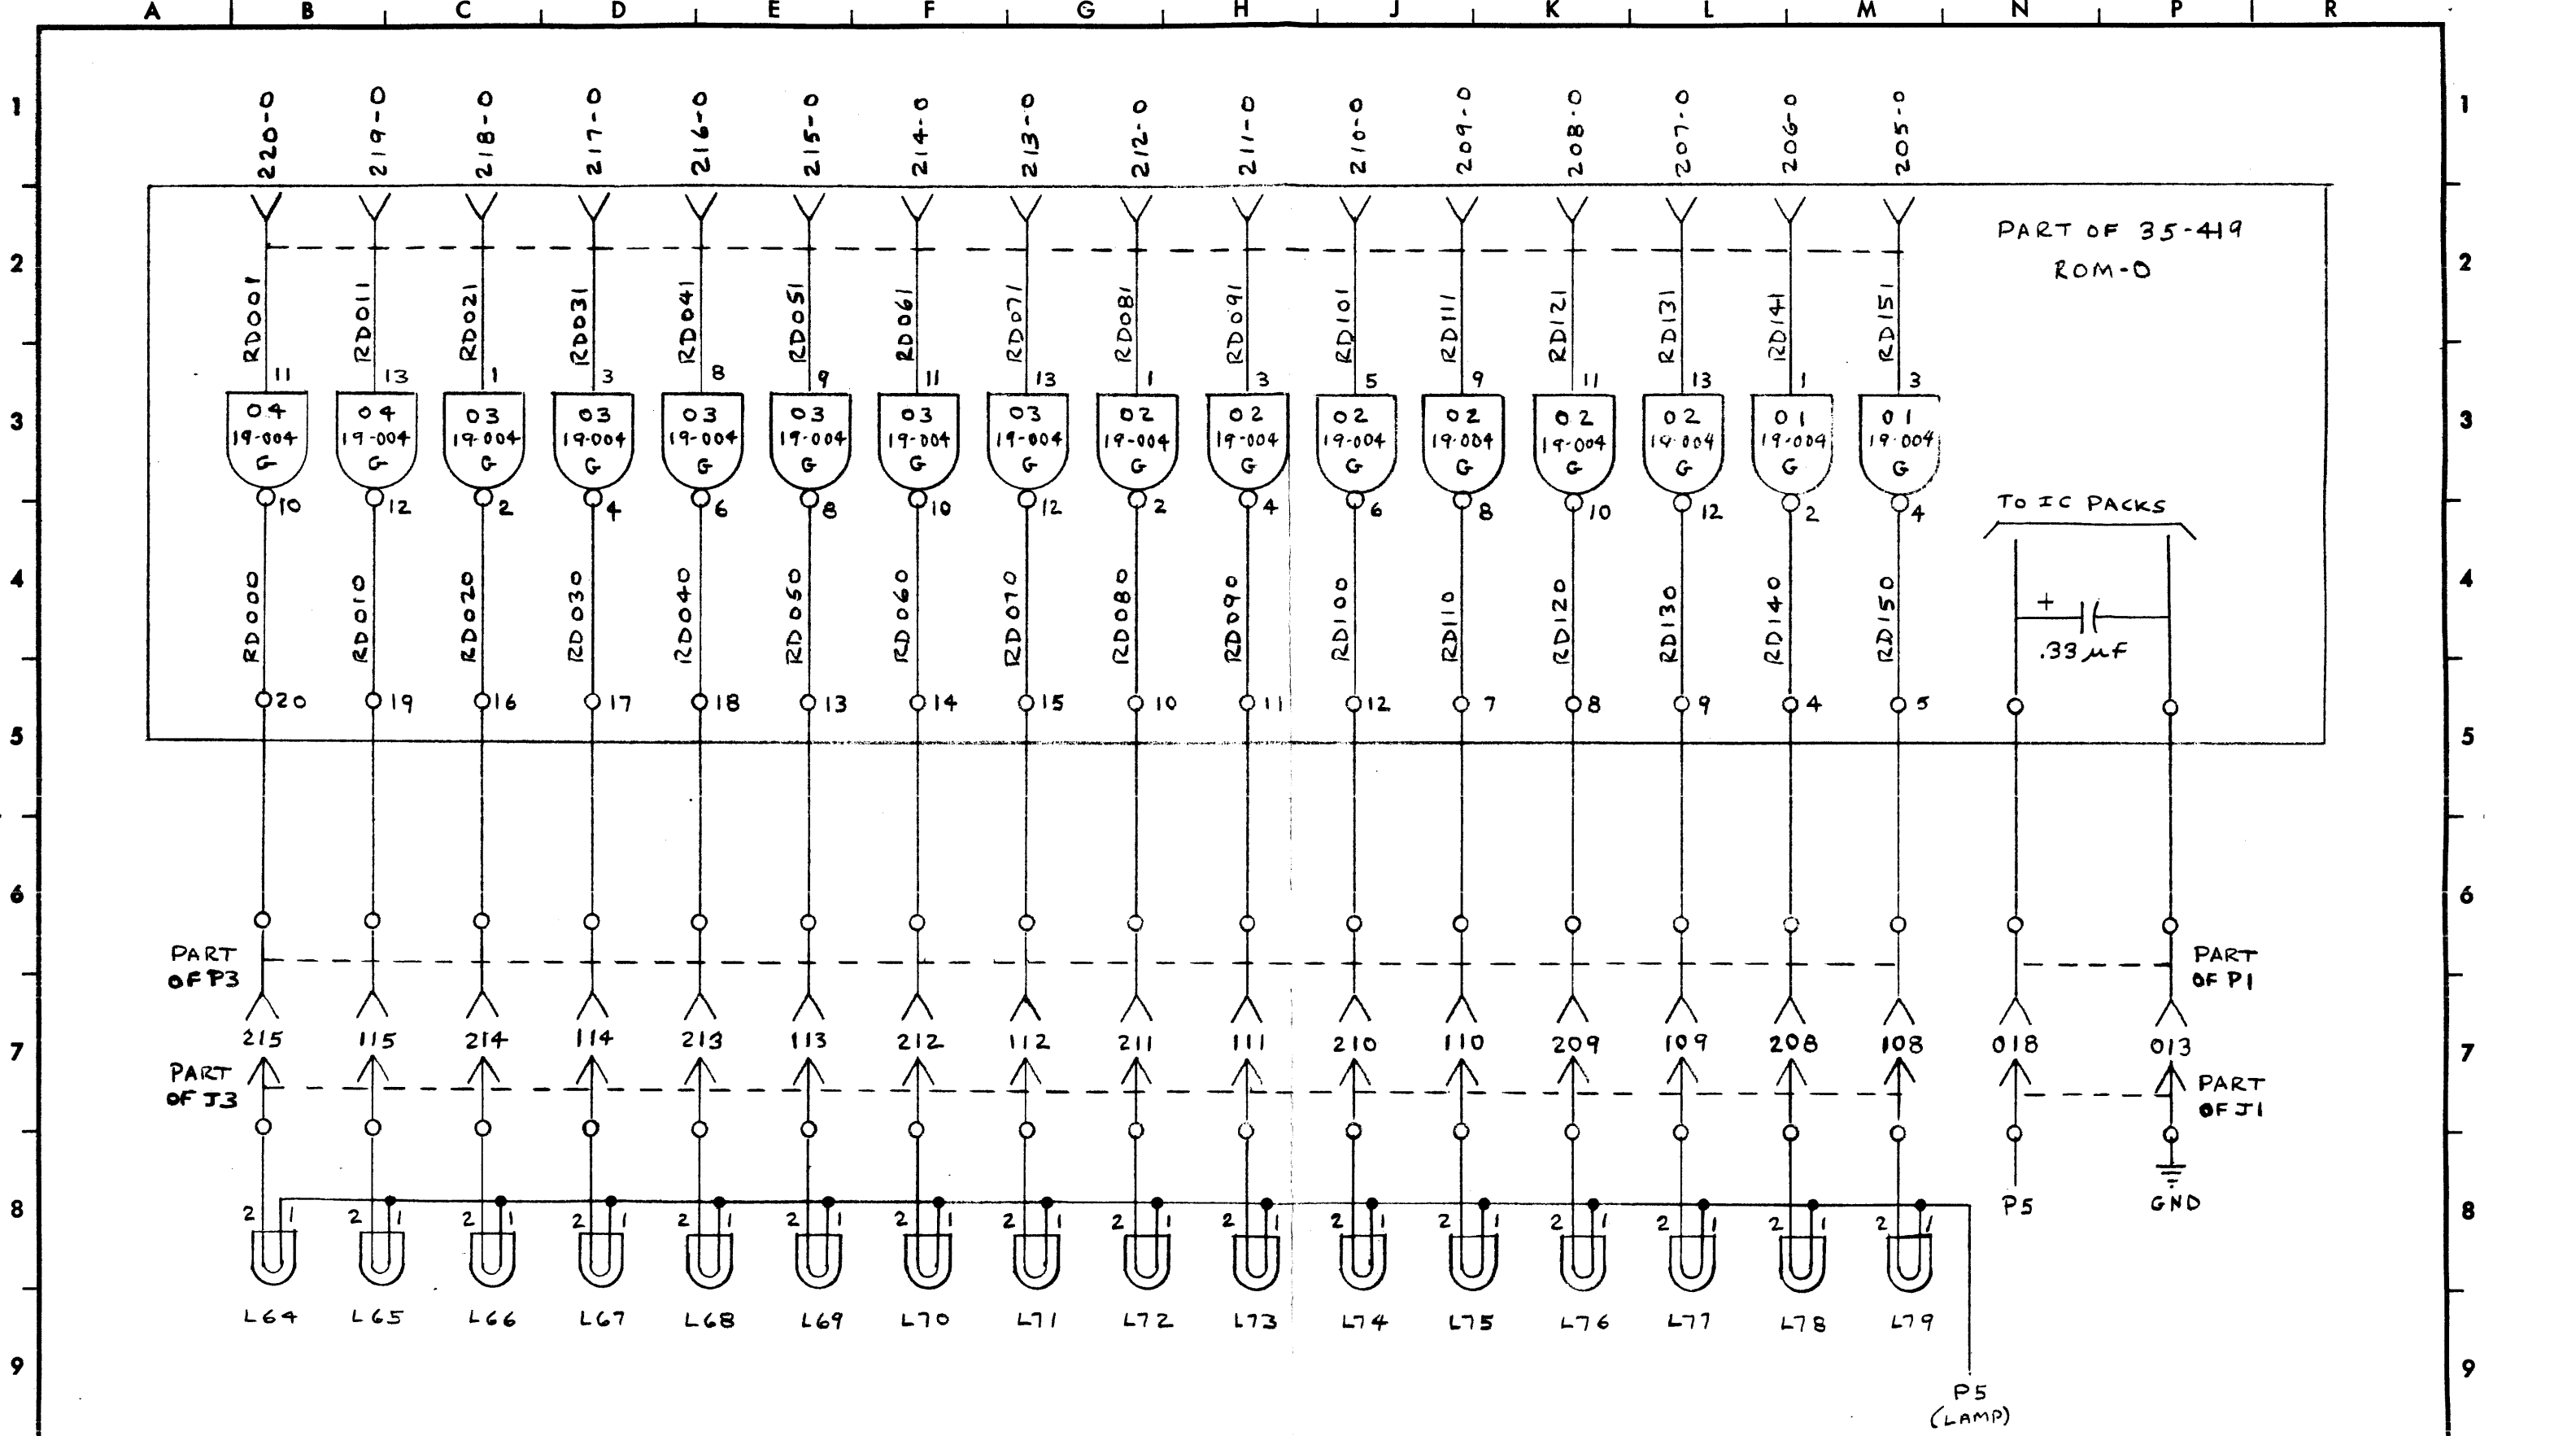 A B C D E F G H J K L M N P R
1 220-0 219-0 218-0 217-0 216-0 215-0 214-0 213-0 212-0 211-0 210-0 209-0 208-0 207-0 206-0 205-0 1
PART OF 35-419
2 ROM-0 2
RD001 RD011 RD021 RD031 RD041 RD051 RD061 RD071 RD081 RD091 RD101 RD111 RD121 RD131 RD141 RD151
11 13 1 3 8 9 11 13 1 3 5 9 11 13 1 3
3 04 04 03 03 03 03 03 03 02 02 02 02 02 02 01 01 3
19-004 19-004 19-004 19-004 19-004 19-004 19-004 19-004 19-004 19-004 19-004 19-004 19-004 19-004 19-004 19-004
G G G G G G G G G G G G G G G G
10 12 2 4 6 8 10 12 2 4 6 8 10 12 2 4
TO IC PACKS
4 RD000 RD010 RD020 RD030 RD040 RD050 RD060 RD070 RD080 RD090 RD100 RD110 RD120 RD130 RD140 RD150 4
+
.33 μF
20 19 16 17 18 13 14 15 10 11 12 7 8 9 4 5
5 5
6 6
PART
OF P3
PART
OF P1
7 215 115 214 114 213 113 212 112 211 111 210 110 209 109 208 108 018 013 7
PART
OF J3
PART
OF J1
8 P5 GND 8
2 1 2 1 2 1 2 1 2 1 2 1 2 1 2 1 2 1 2 1 2 1 2 1 2 1 2 1 2 1 2 1
L64 L65 L66 L67 L68 L69 L70 L71 L72 L73 L74 L75 L76 L77 L78 L79
9 9
P5
(LAMP)